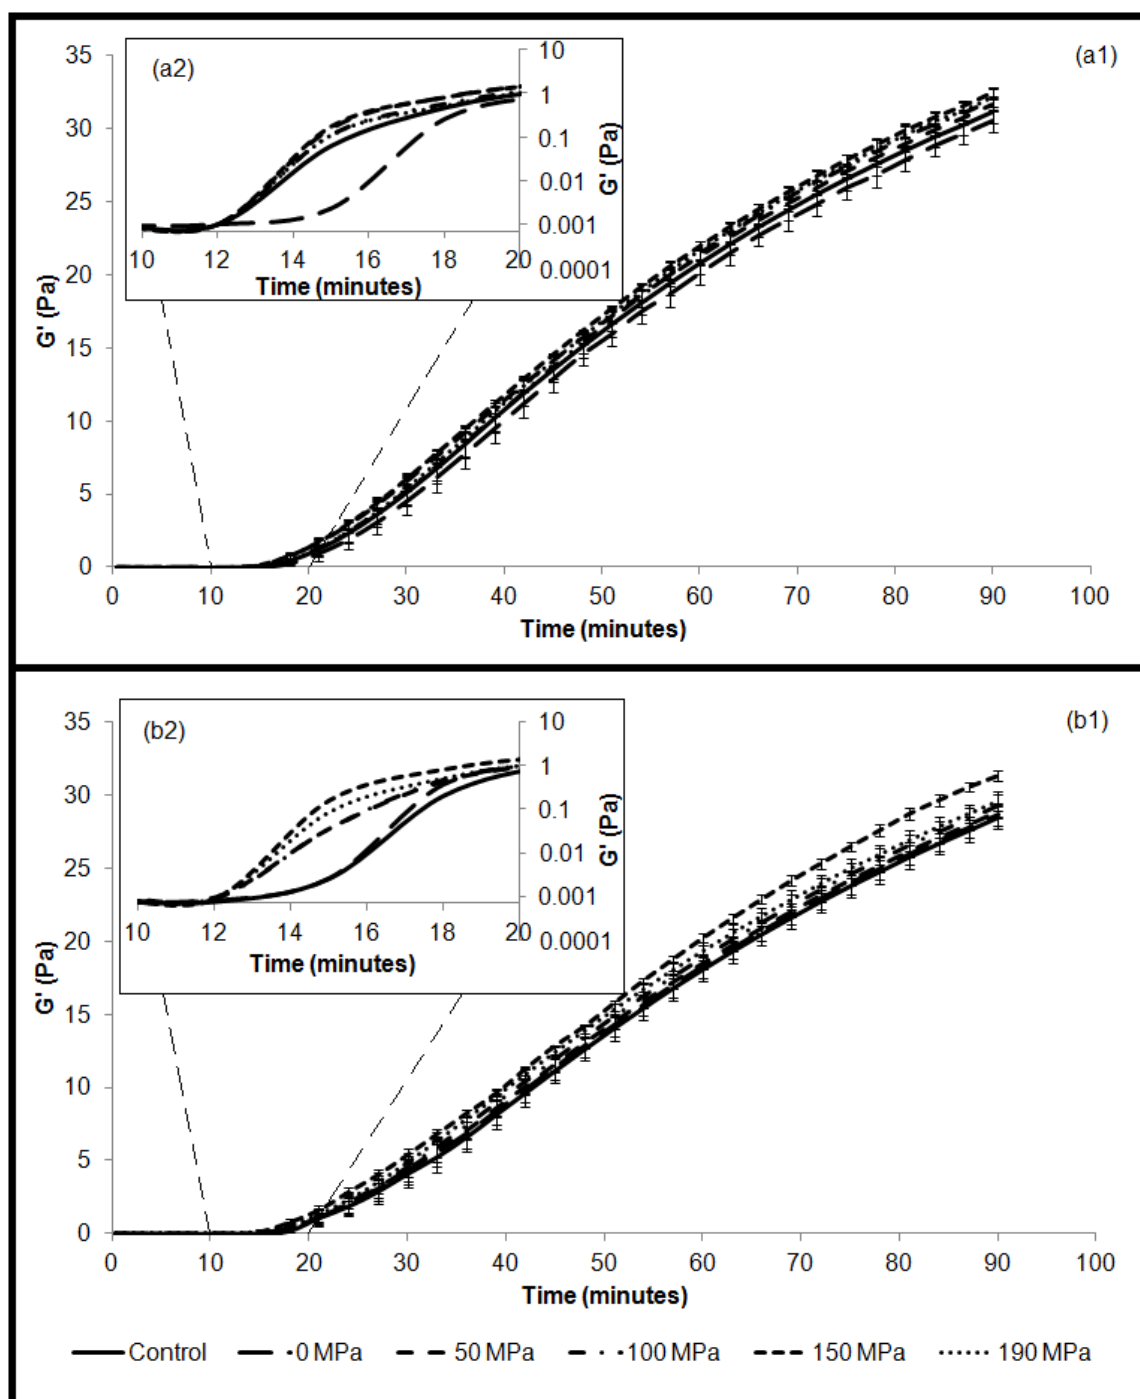 (a1)
35
30
25
20
15
10
5
0
G' (Pa)
0 10 20 30 40 50 60 70 80 90 100
Time (minutes)
(a2)
10
1
0.1
0.01
0.001
0.0001
G' (Pa)
10 12 14 16 18 20
Time (minutes)
(b1)
35
30
25
20
15
10
5
0
G' (Pa)
0 10 20 30 40 50 60 70 80 90 100
Time (minutes)
(b2)
10
1
0.1
0.01
0.001
0.0001
G' (Pa)
10 12 14 16 18 20
Time (minutes)
Control 0 MPa 50 MPa 100 MPa 150 MPa 190 MPa